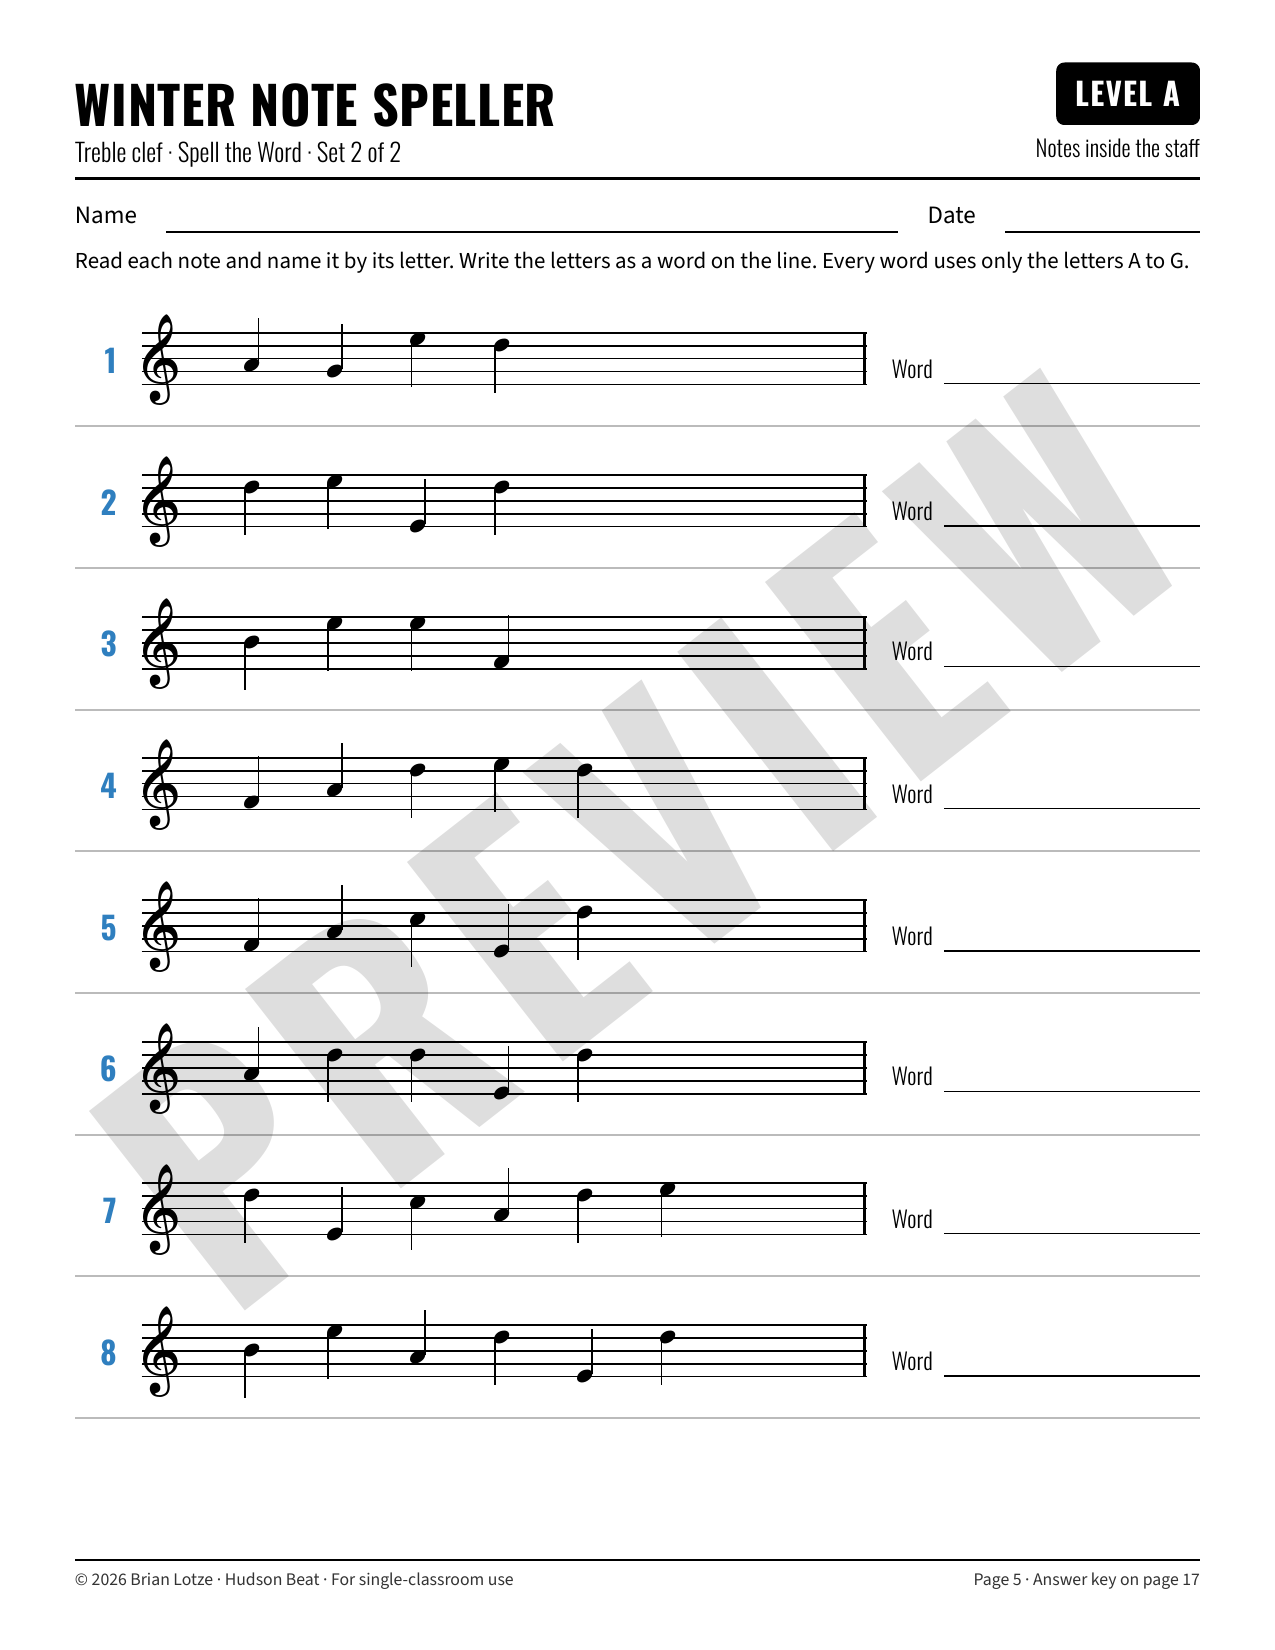 WINTER NOTE SPELLER
LEVEL A
Treble clef · Spell the Word · Set 2 of 2
Notes inside the staff
Name
Date
Read each note and name it by its letter. Write the letters as a word on the line. Every word uses only the letters A to G.
1 Word
2 Word
3 Word
4 Word
5 Word
6 Word
7 Word
8 Word
PREVIEW
© 2026 Brian Lotze · Hudson Beat · For single-classroom use
Page 5 · Answer key on page 17